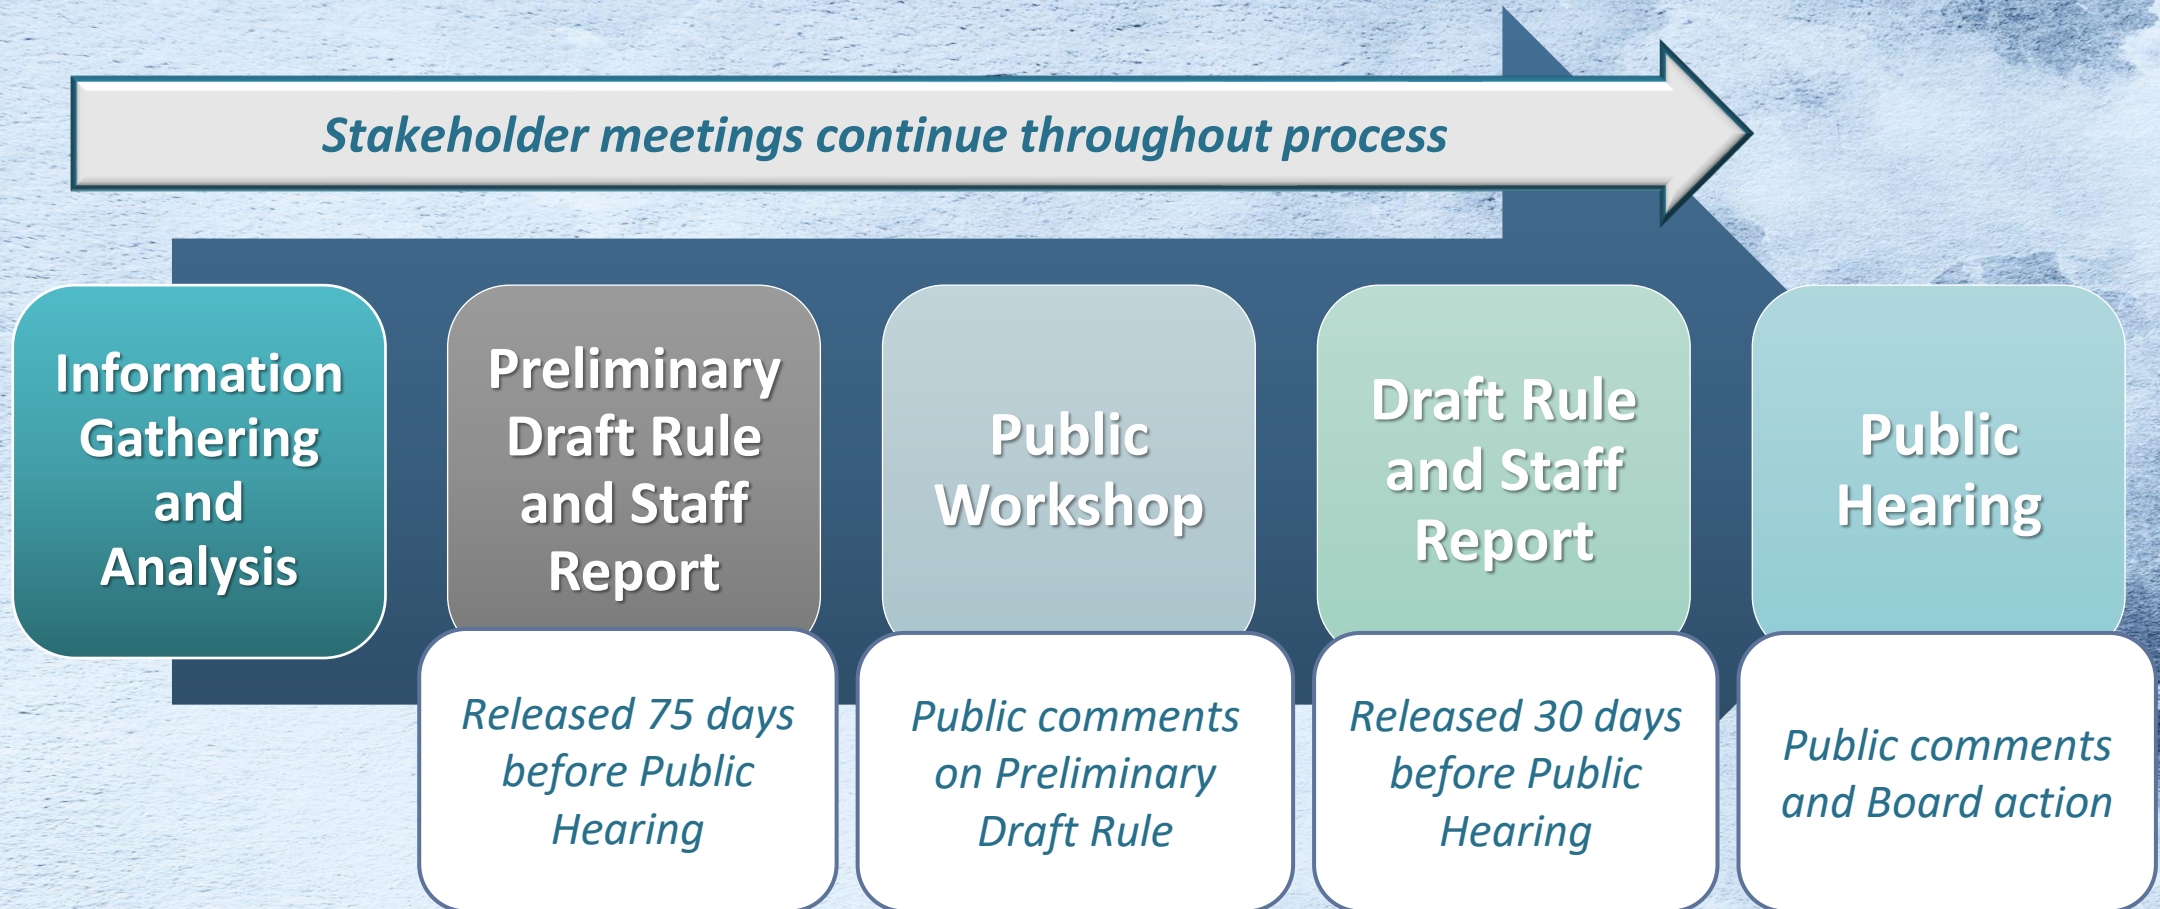 Stakeholder meetings continue throughout process
Information
Gathering
and
Analysis
Preliminary
Draft Rule
and Staff
Report
Public
Workshop
Draft Rule
and Staff
Report
Public
Hearing
Released 75 days
before Public
Hearing
Public comments
on Preliminary
Draft Rule
Released 30 days
before Public
Hearing
Public comments
and Board action